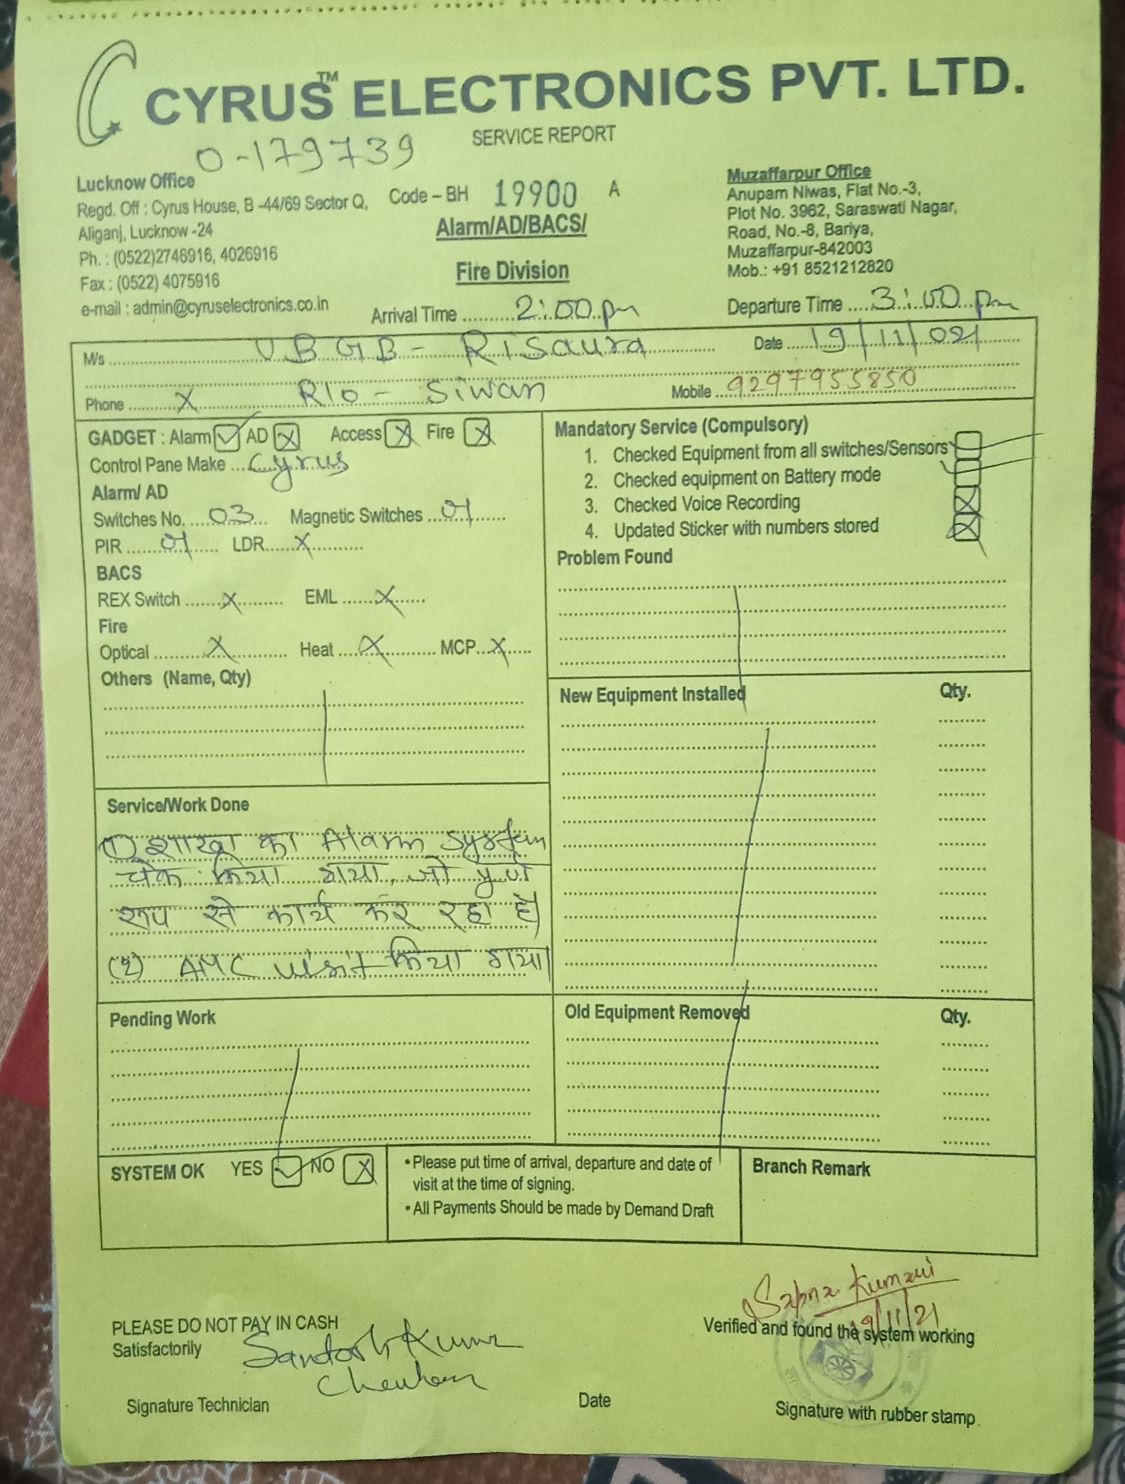 CYRUS™ ELECTRONICS PVT. LTD.
SERVICE REPORT
0-179739
Lucknow Office
Regd. Off : Cyrus House, B -44/69 Sector Q,
Aliganj, Lucknow -24
Ph. : (0522)2746916, 4026916
Fax : (0522) 4075916
e-mail : admin@cyruselectronics.co.in
Code – BH 19900 A
Alarm/AD/BACS/
Fire Division
Muzaffarpur Office
Anupam Niwas, Flat No.-3,
Plot No. 3962, Saraswati Nagar,
Road, No.-8, Bariya,
Muzaffarpur-842003
Mob.: +91 8521212820
Arrival Time 2:00 pm
Departure Time 3:00 pm
M/s UBGB - Risaura
Date 19/11/021
Phone X R/o - Siwan
Mobile 9297955850
GADGET : Alarm AD X Access X Fire X
Control Pane Make Cyrus
Alarm/ AD
Switches No. 03 Magnetic Switches 01
PIR 01 LDR X
BACS
REX Switch X EML X
Fire
Optical X Heat X MCP X
Others (Name, Qty)
Service/Work Done
(1) शाखा का Alarm System
चेक किया गया, जो पूर्ण
रूप से कार्य कर रहा है।
(2) AMC visit किया गया।
Pending Work
Mandatory Service (Compulsory)
1. Checked Equipment from all switches/Sensors
2. Checked equipment on Battery mode
3. Checked Voice Recording X
4. Updated Sticker with numbers stored X
Problem Found
New Equipment Installed Qty.
Old Equipment Removed Qty.
SYSTEM OK YES NO X
• Please put time of arrival, departure and date of
visit at the time of signing.
• All Payments Should be made by Demand Draft
Branch Remark
PLEASE DO NOT PAY IN CASH
Satisfactorily
Santosh Kumar
Chauhan
Signature Technician
Date
Sapna Kumari
19/11/21
Verified and found the system working
Signature with rubber stamp